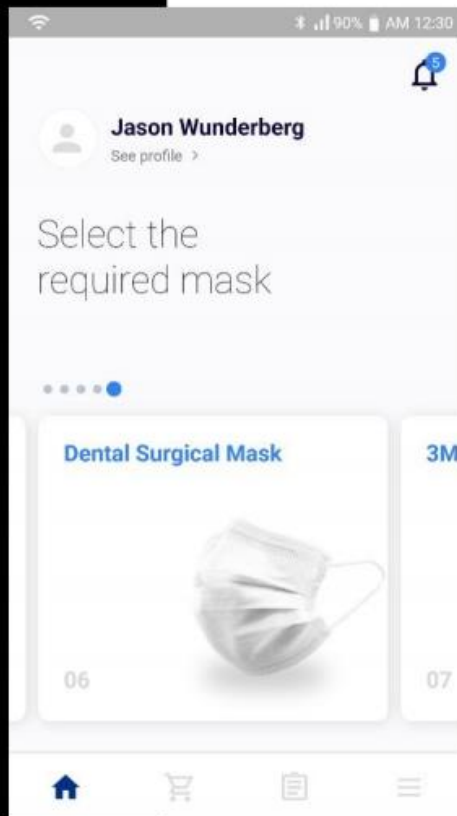 90% AM 12:30
5
Jason Wunderberg
See profile >
Select the
required mask
Dental Surgical Mask
3M
06
07